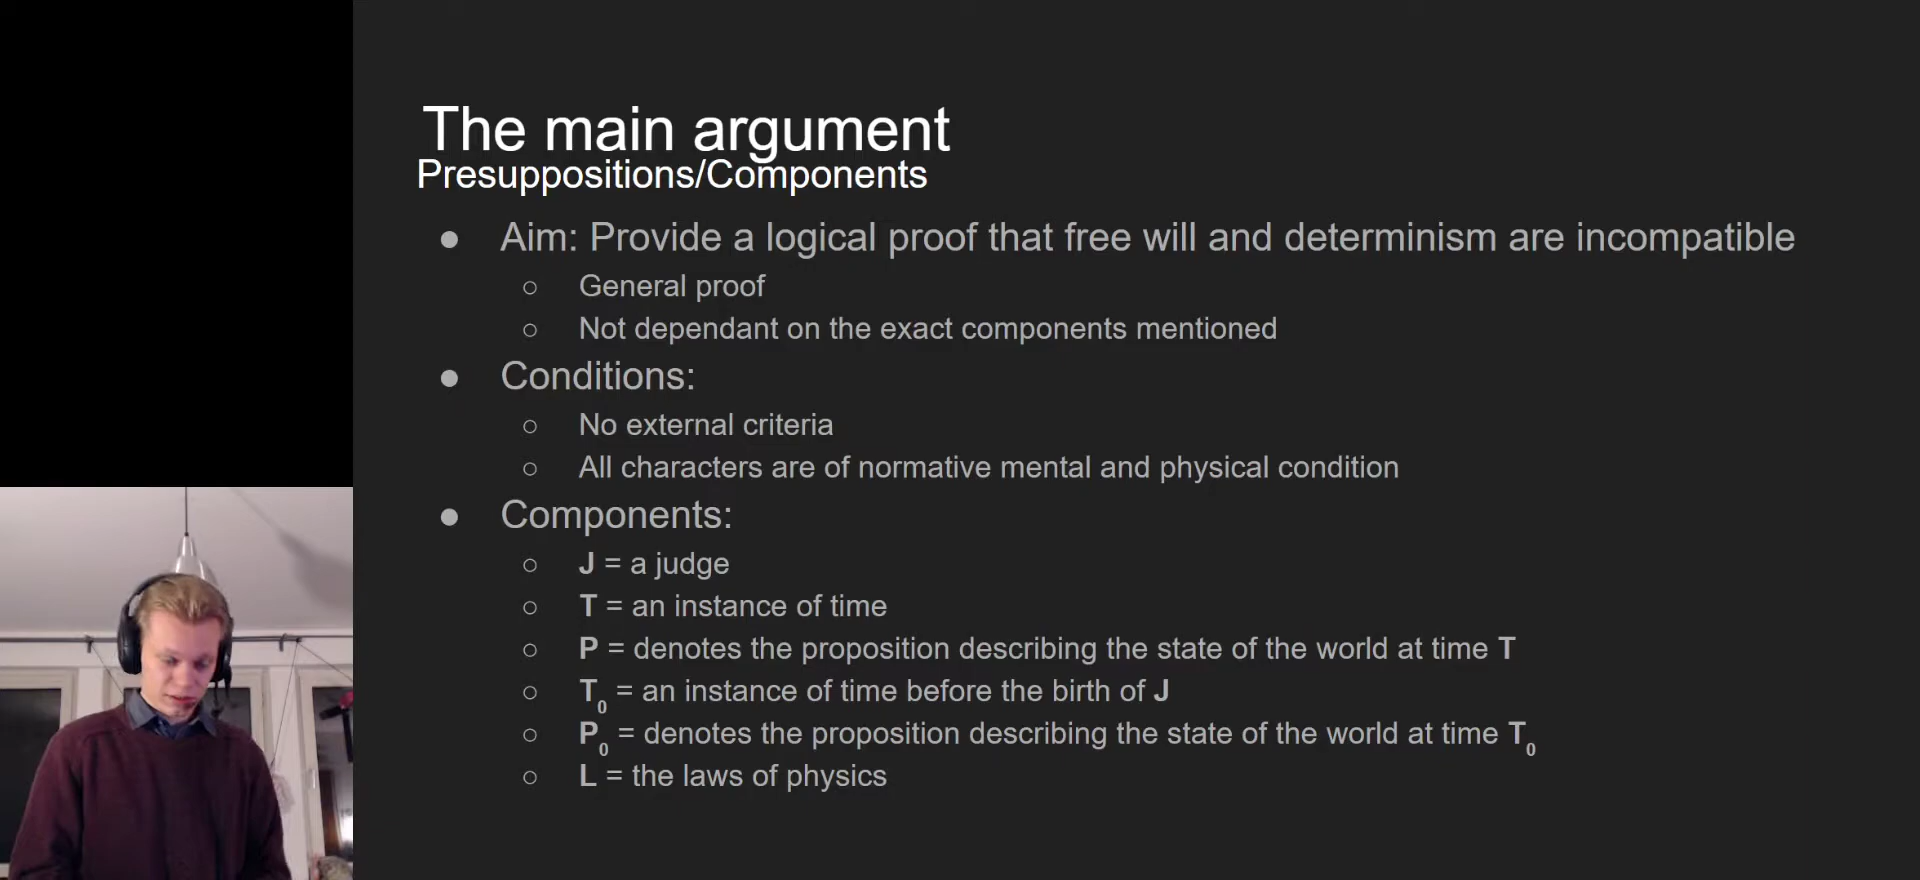 The main argument
Presuppositions/Components
● Aim: Provide a logical proof that free will and determinism are incompatible
○ General proof
○ Not dependant on the exact components mentioned
● Conditions:
○ No external criteria
○ All characters are of normative mental and physical condition
● Components:
○ J = a judge
○ T = an instance of time
○ P = denotes the proposition describing the state of the world at time T
○ T₀ = an instance of time before the birth of J
○ P₀ = denotes the proposition describing the state of the world at time T₀
○ L = the laws of physics